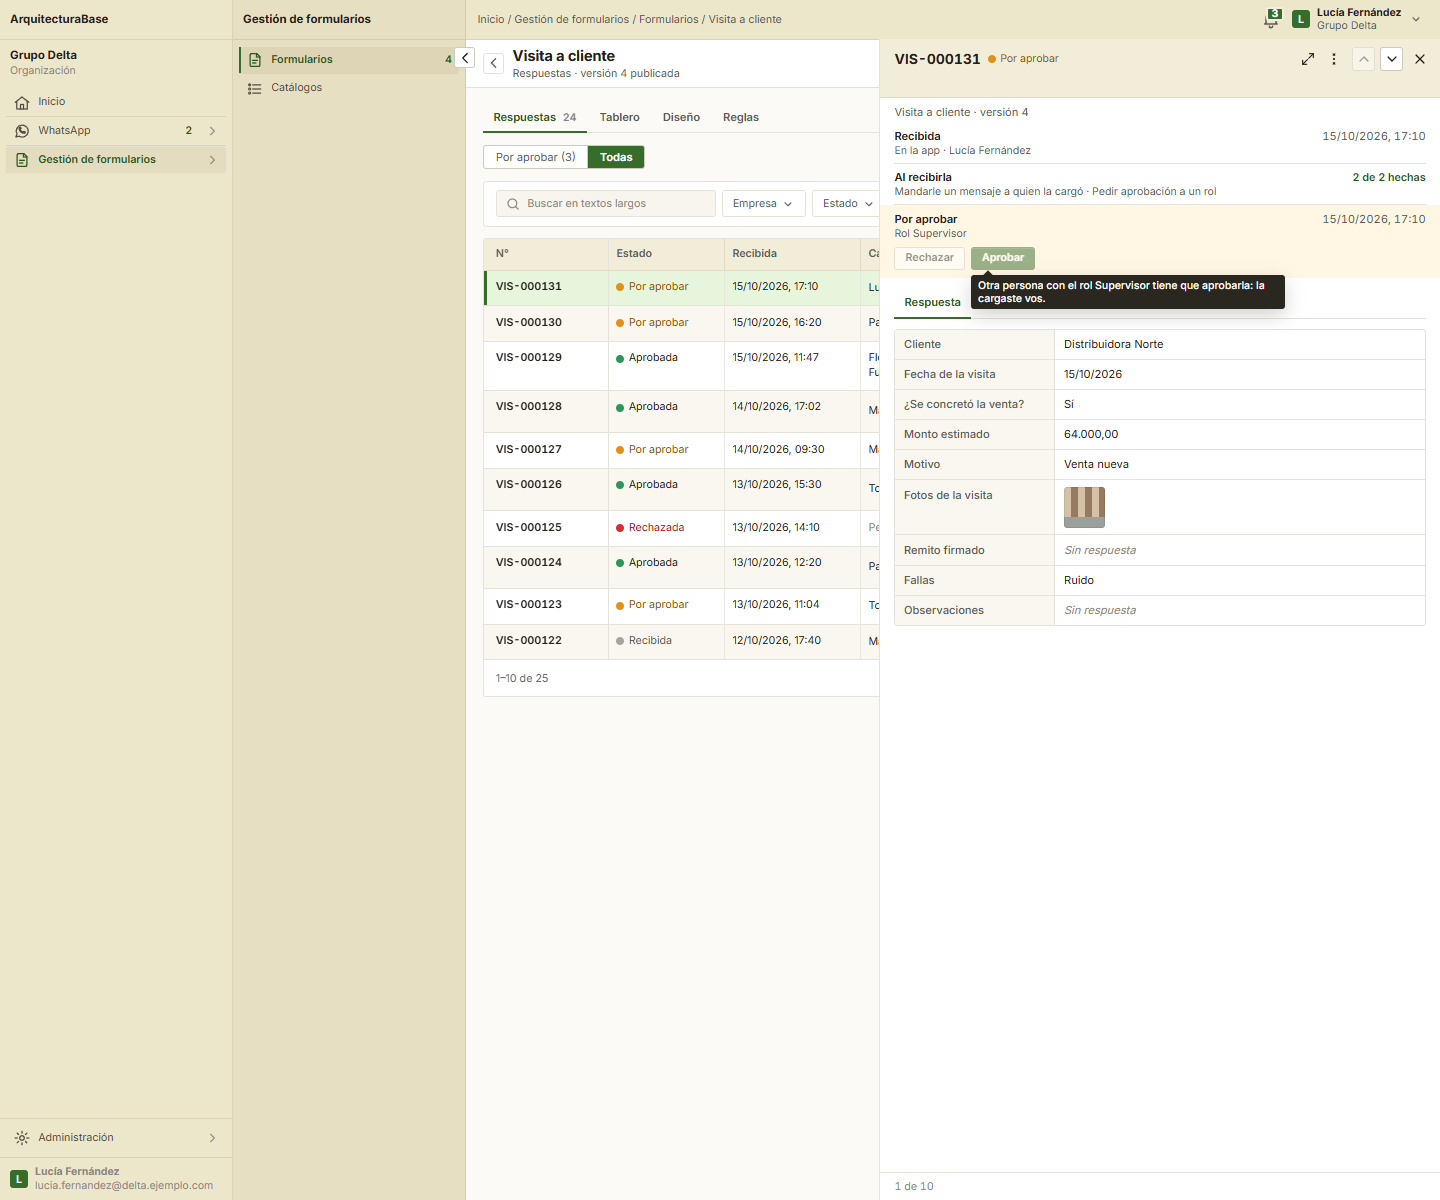 ArquitecturaBase
Grupo Delta
Organización
Inicio
WhatsApp 2
Gestión de formularios
Administración
L
Lucía Fernández
lucia.fernandez@delta.ejemplo.com
Gestión de formularios
Formularios 4
Catálogos
Inicio / Gestión de formularios / Formularios / Visita a cliente
3
L
Lucía Fernández
Grupo Delta
Visita a cliente
Respuestas · versión 4 publicada
Respuestas 24 Tablero Diseño Reglas
Por aprobar (3) Todas
Buscar en textos largos Empresa Estado
N° Estado Recibida
VIS-000131 Por aprobar 15/10/2026, 17:10
VIS-000130 Por aprobar 15/10/2026, 16:20
VIS-000129 Aprobada 15/10/2026, 11:47
VIS-000128 Aprobada 14/10/2026, 17:02
VIS-000127 Por aprobar 14/10/2026, 09:30
VIS-000126 Aprobada 13/10/2026, 15:30
VIS-000125 Rechazada 13/10/2026, 14:10
VIS-000124 Aprobada 13/10/2026, 12:20
VIS-000123 Por aprobar 13/10/2026, 11:04
VIS-000122 Recibida 12/10/2026, 17:40
1–10 de 25
VIS-000131 Por aprobar
Visita a cliente · versión 4
Recibida 15/10/2026, 17:10
En la app · Lucía Fernández
Al recibirla 2 de 2 hechas
Mandarle un mensaje a quien la cargó · Pedir aprobación a un rol
Por aprobar 15/10/2026, 17:10
Rol Supervisor
Rechazar Aprobar
Otra persona con el rol Supervisor tiene que aprobarla: la
cargaste vos.
Respuesta
Cliente Distribuidora Norte
Fecha de la visita 15/10/2026
¿Se concretó la venta? Sí
Monto estimado 64.000,00
Motivo Venta nueva
Fotos de la visita
Remito firmado Sin respuesta
Fallas Ruido
Observaciones Sin respuesta
1 de 10